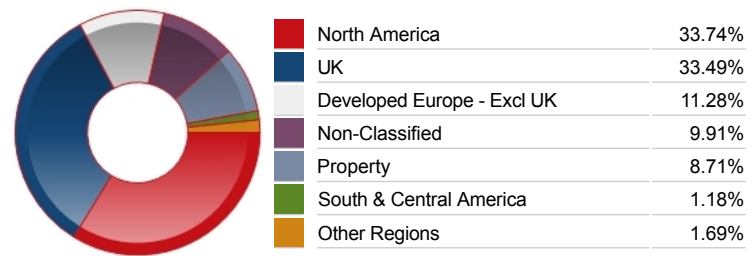 North America 33.74%
UK 33.49%
Developed Europe - Excl UK 11.28%
Non-Classified 9.91%
Property 8.71%
South & Central America 1.18%
Other Regions 1.69%